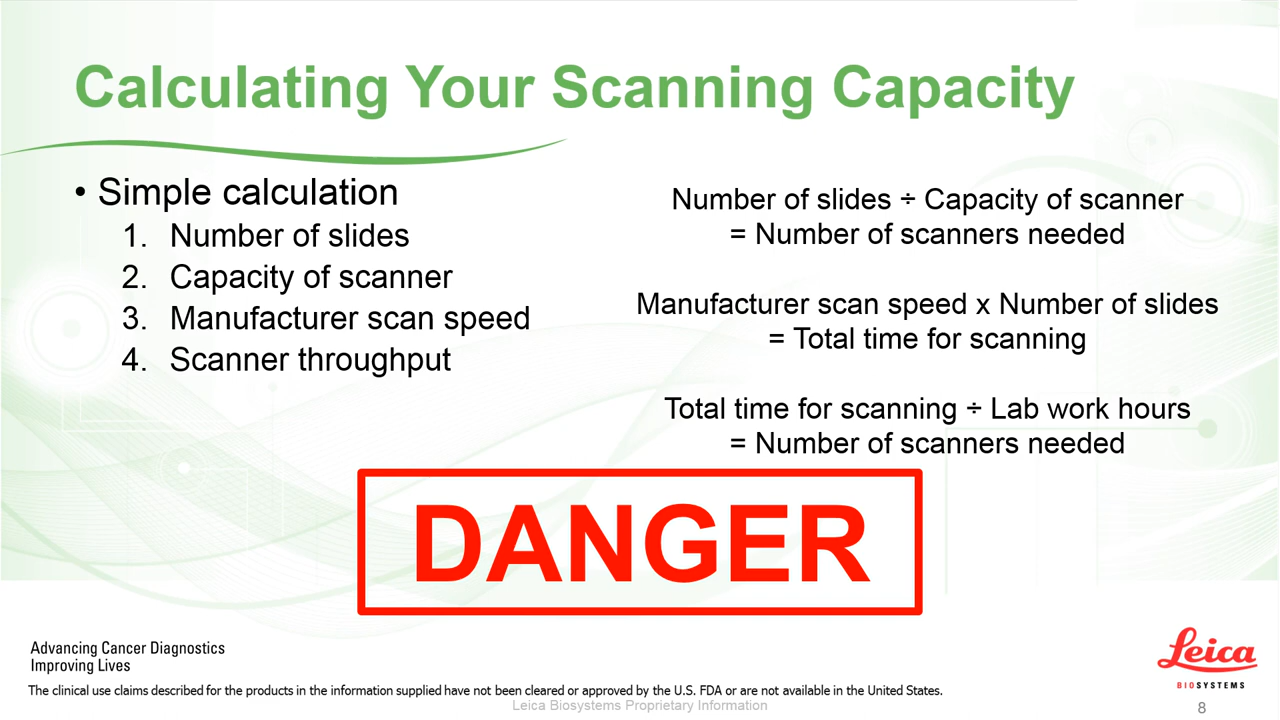 Calculating Your Scanning Capacity
• Simple calculation
1. Number of slides
2. Capacity of scanner
3. Manufacturer scan speed
4. Scanner throughput
Number of slides ÷ Capacity of scanner
= Number of scanners needed
Manufacturer scan speed x Number of slides
= Total time for scanning
Total time for scanning ÷ Lab work hours
= Number of scanners needed
DANGER
Advancing Cancer Diagnostics
Improving Lives
The clinical use claims described for the products in the information supplied have not been cleared or approved by the U.S. FDA or are not available in the United States.
Leica Biosystems Proprietary Information
Leica
BIOSYSTEMS
8